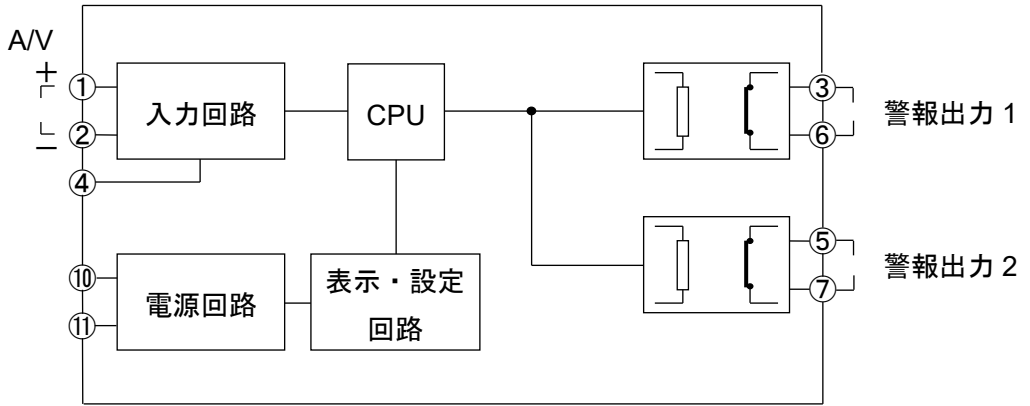 A/V
+
①
入力回路
CPU
③
警報出力 1
②
−
⑥
④
⑤
警報出力 2
⑦
⑩
電源回路
表示・設定
回路
⑪